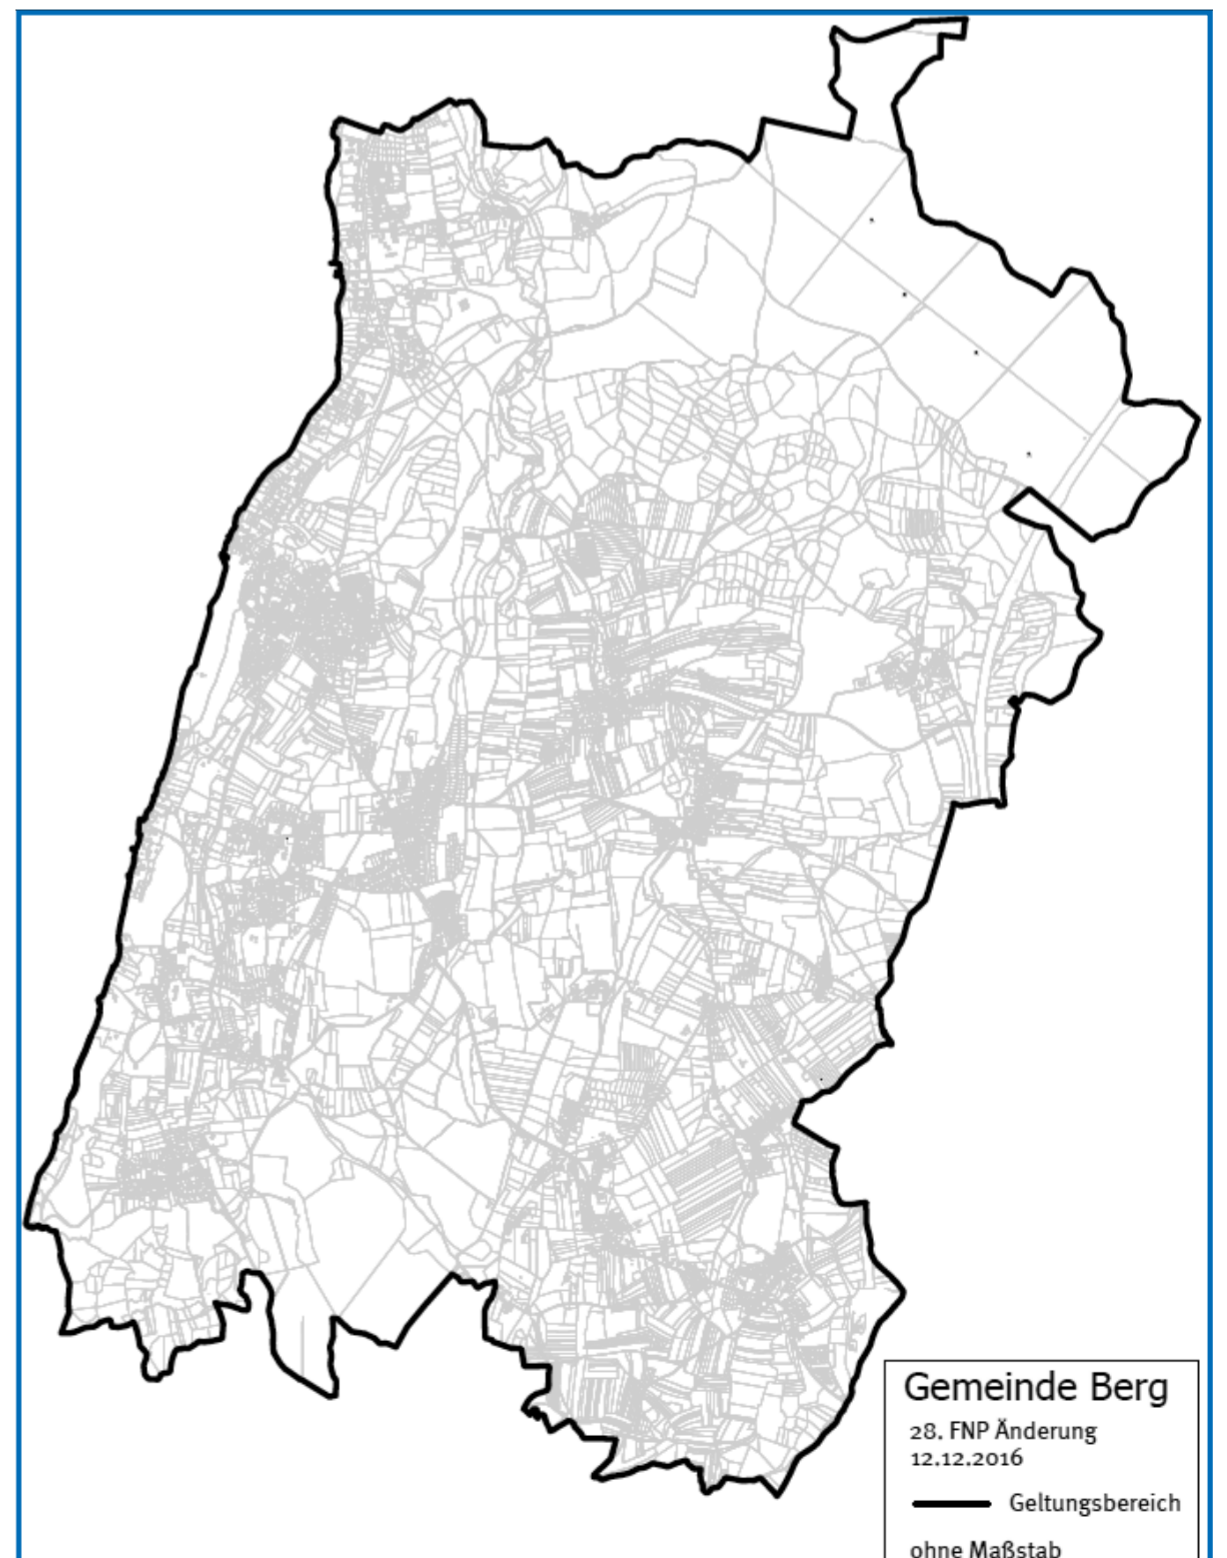 Gemeinde Berg
28. FNP Änderung
12.12.2016
Geltungsbereich
ohne Maßstab